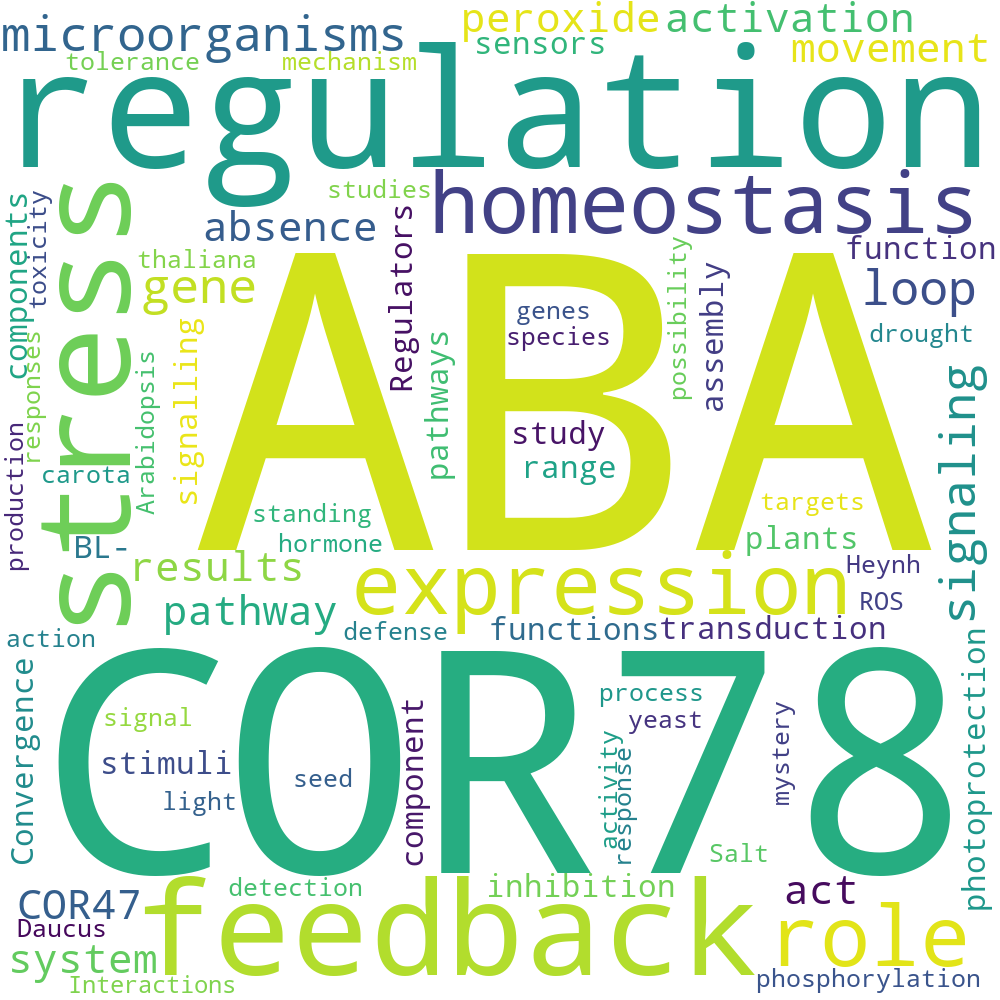 peroxide
activation
microorganisms
sensors
movement
tolerance
mechanism
regulation
studies
homeostasis
stress
components
toxicity
absence
Regulators
function
thaliana
gene
possibility
assembly
loop
ABA
genes
species
drought
signalling
responses
Arabidopsis
pathways
study
range
signaling
carota
production
standing
targets
hormone
plants
BL-
results
expression
Heynh
ROS
pathway
action
defense
functions
transduction
Convergence
COR78
photoprotection
signal
process
yeast
stimuli
seed
light
component
activity
response
mystery
Salt
COR47
detection
feedback
inhibition
act
Daucus
role
system
Interactions
phosphorylation